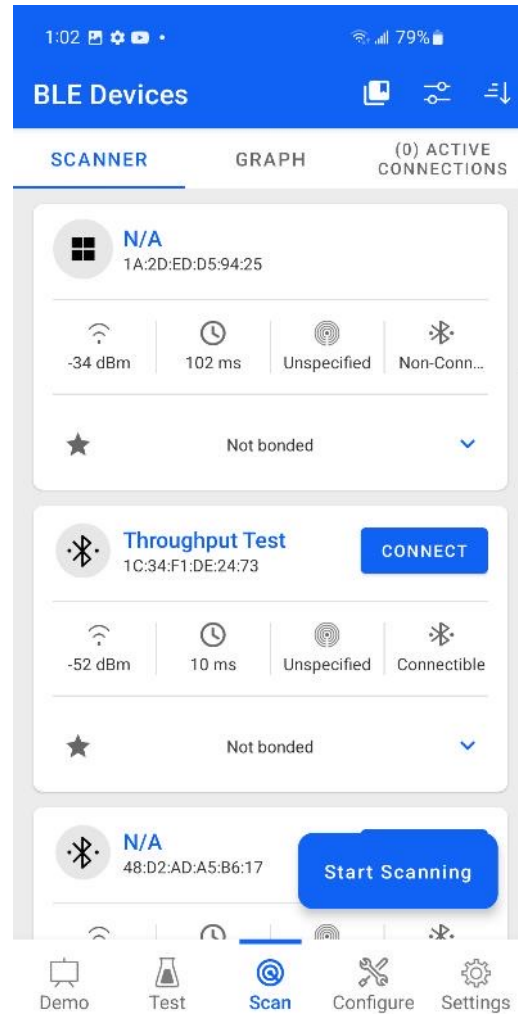 1:02 79%
BLE Devices
SCANNER GRAPH (0) ACTIVE CONNECTIONS
N/A
1A:2D:ED:D5:94:25
-34 dBm 102 ms Unspecified Non-Conn...
Not bonded
Throughput Test CONNECT
1C:34:F1:DE:24:73
-52 dBm 10 ms Unspecified Connectible
Not bonded
N/A
48:D2:AD:A5:B6:17
Start Scanning
Demo Test Scan Configure Settings